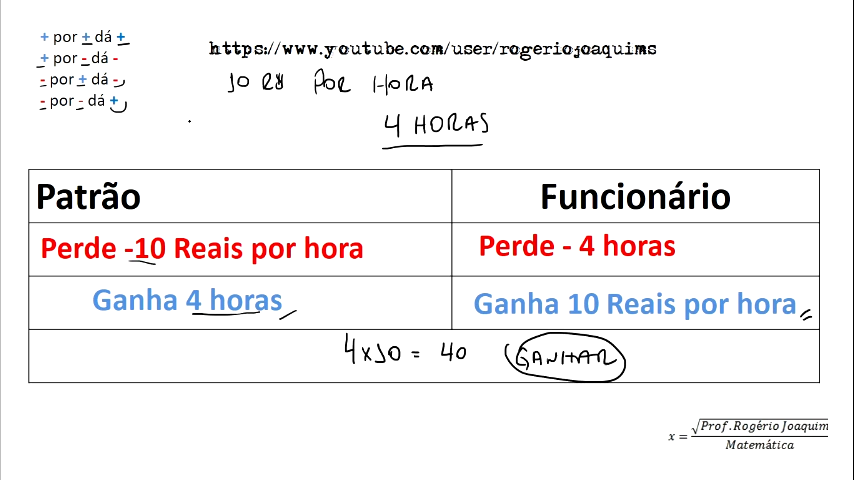 + por + dá +
+ por - dá -
- por + dá -
- por - dá +
https://www.youtube.com/user/rogeriojoaquims
10 R$ POR HORA
4 HORAS
Patrão Funcionário
Perde -10 Reais por hora Perde - 4 horas
Ganha 4 horas Ganha 10 Reais por hora
4x10 = 40 GANHAR
x = √Prof.Rogério Joaquim
Matemática